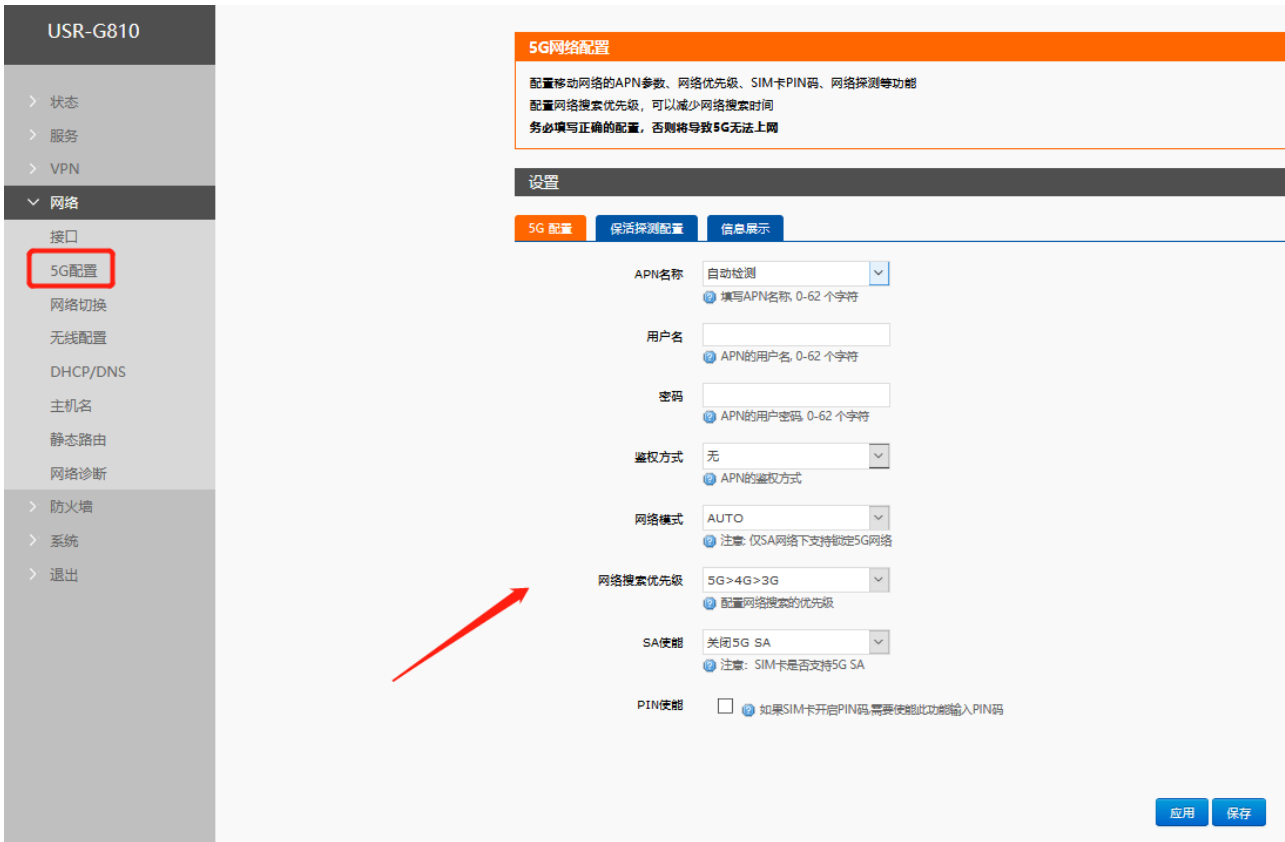 USR-G810
状态
服务
VPN
网络
接口
5G配置
网络切换
无线配置
DHCP/DNS
主机名
静态路由
网络诊断
防火墙
系统
退出
5G网络配置
配置移动网络的APN参数、网络优先级、SIM卡PIN码、网络探测等功能
配置网络搜索优先级，可以减少网络搜索时间
务必填写正确的配置，否则将导致5G无法上网
设置
5G 配置 保活探测配置 信息展示
APN名称 自动检测
填写APN名称, 0-62 个字符
用户名
APN的用户名, 0-62 个字符
密码
APN的用户密码, 0-62 个字符
鉴权方式 无
APN的鉴权方式
网络模式 AUTO
注意: 仅SA网络下支持锁定5G网络
网络搜索优先级 5G>4G>3G
配置网络搜索的优先级
SA使能 关闭5G SA
注意：SIM卡是否支持5G SA
PIN使能 如果SIM卡开启PIN码,需要使能此功能输入PIN码
应用 保存